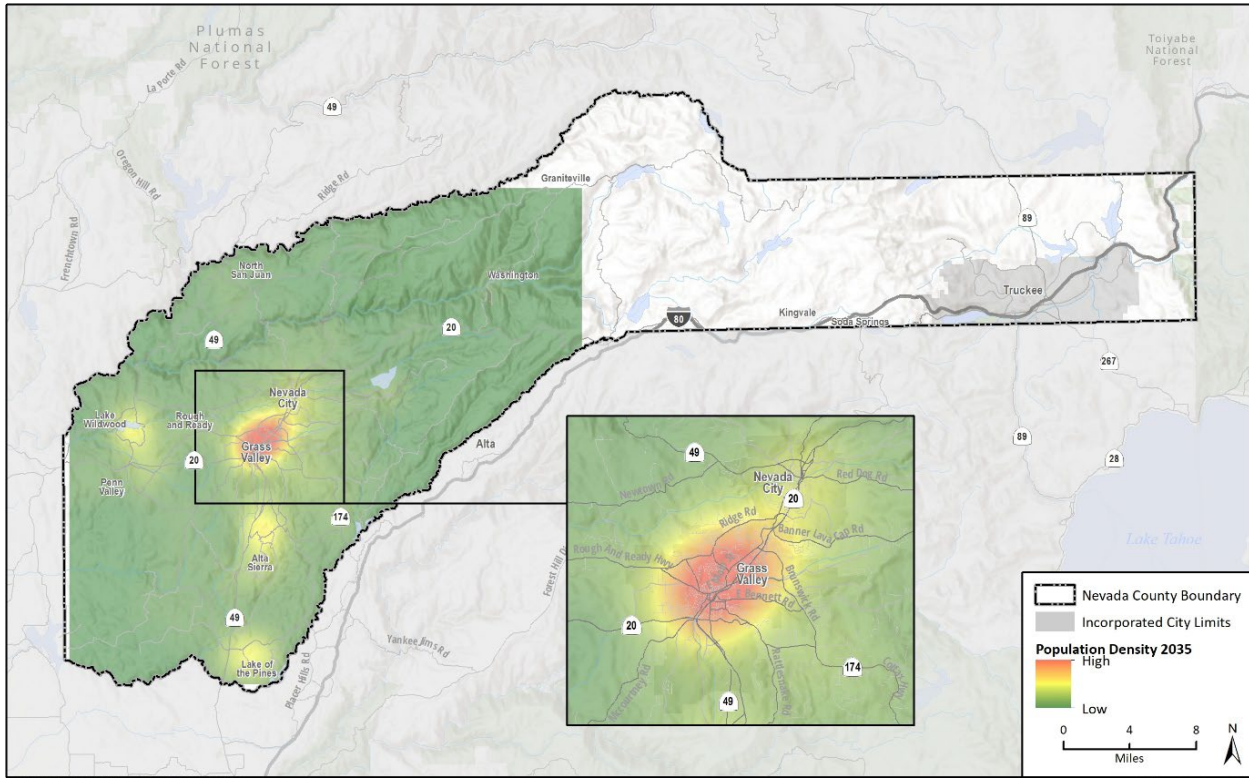 Plumas
National
Forest
Toiyabe
National
Forest
La Porte Rd
49
Oregon Hill Rd
Ridge Rd
Frenchtown Rd
Graniteville
89
North
San Juan
Washington
Truckee
Kingvale
Soda Springs
80
20
49
267
Nevada
City
Lake
Wildwood
Rough
and Ready
Grass
Valley
Alta
89
28
20
Penn
Valley
174
Alta
Sierra
Lake Tahoe
49
Lake of
the Pines
Placer Hills Rd
Yankee Jims Rd
49
Nevada
City
Red Dog Rd
Newtown Rd
20
Ridge Rd
Banner Lava Cap Rd
Rough And Ready Hwy
Grass
Valley
Brunswick Rd
E Bennett Rd
20
Mccourtney Rd
Rattlesnake Rd
174
49
Nevada County Boundary
Incorporated City Limits
Population Density 2035
High
Low
0 4 8
Miles
N